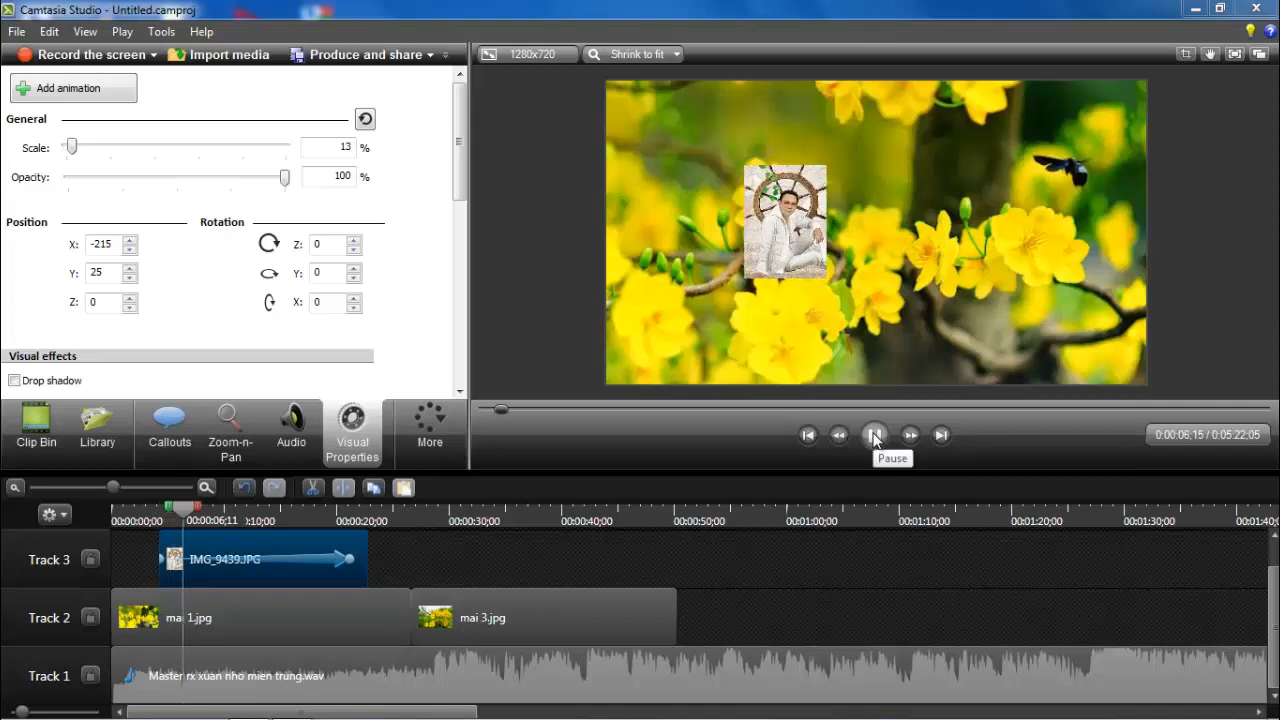 Camtasia Studio - Untitled.camproj
File Edit View Play Tools Help
Record the screen Import media Produce and share
1280x720 Shrink to fit
Add animation
General
Scale: 13 %
Opacity: 100 %
Position Rotation
X: -215 Z: 0
Y: 25 Y: 0
Z: 0 X: 0
Visual effects
Drop shadow
Clip Bin Library Callouts Zoom-n-Pan Audio Visual Properties More
0:00:06;15 / 0:05:22;05
Pause
00:00:00;00 00:00:06;11 :10;00 00:00:20;00 00:00:30;00 00:00:40;00 00:00:50;00 00:01:00;00 00:01:10;00 00:01:20;00 00:01:30;00 00:01:40;0
Track 3 IMG_9439.JPG
Track 2 mai 1.jpg mai 3.jpg
Track 1 Master rx xuan nho mien trung.wav